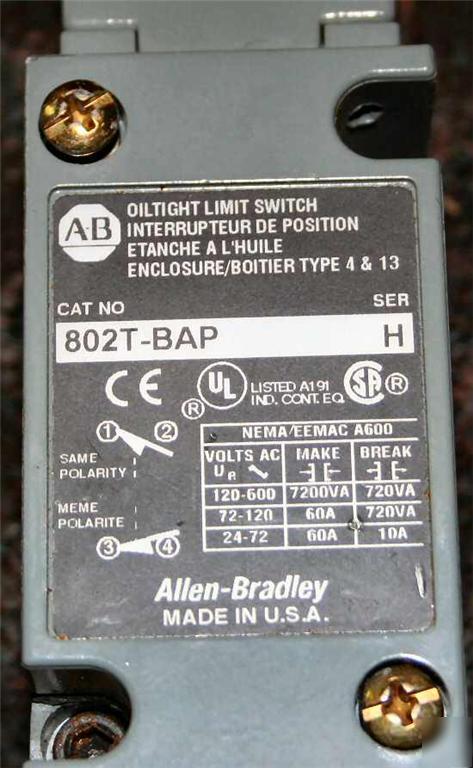 A-B
OILTIGHT LIMIT SWITCH
INTERRUPTEUR DE POSITION
ETANCHE A L'HUILE
ENCLOSURE/BOITIER TYPE 4 & 13
CAT NO SER
802T-BAP H
CE ® UL LISTED A191 IND. CONT. EQ. SA ®
1 2
SAME
POLARITY
MEME
POLARITE
3 4
NEMA/EEMAC A600
VOLTS AC MAKE BREAK
120-600 7200VA 720VA
72-120 60A 720VA
24-72 60A 10A
Allen-Bradley
MADE IN U.S.A.